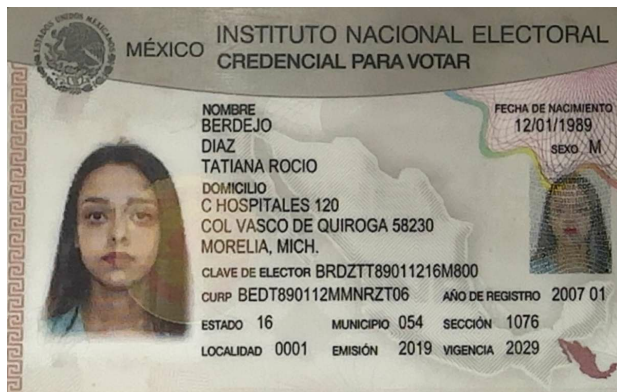 MÉXICO INSTITUTO NACIONAL ELECTORAL
CREDENCIAL PARA VOTAR
NOMBRE
BERDEJO
DIAZ
TATIANA ROCIO
FECHA DE NACIMIENTO
12/01/1989
SEXO M
DOMICILIO
C HOSPITALES 120
COL VASCO DE QUIROGA 58230
MORELIA, MICH.
CLAVE DE ELECTOR BRDZTT89011216M800
CURP BEDT890112MMNRZT06 AÑO DE REGISTRO 2007 01
ESTADO 16 MUNICIPIO 054 SECCIÓN 1076
LOCALIDAD 0001 EMISIÓN 2019 VIGENCIA 2029